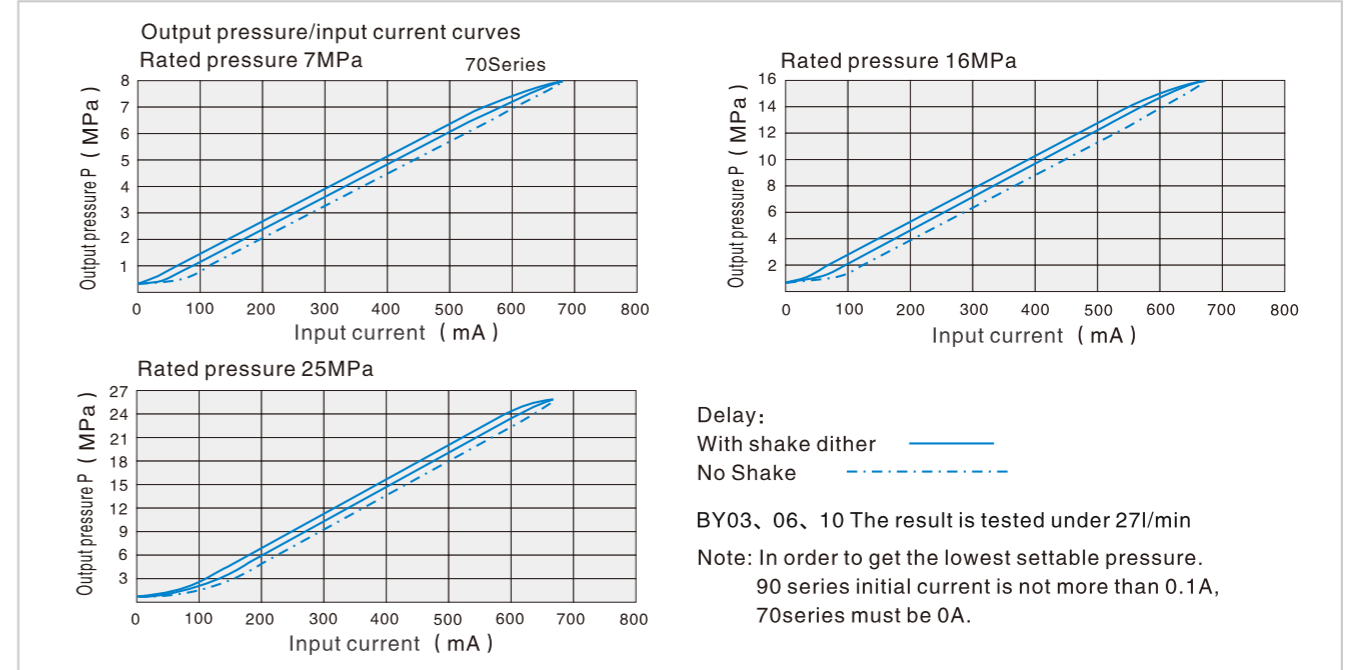 Output pressure/input current curves
Rated pressure 7MPa
70Series
Output pressure P ( MPa )
8
7
6
5
4
3
2
1
0 100 200 300 400 500 600 700 800
Input current ( mA )
Rated pressure 16MPa
Output pressure P ( MPa )
16
14
12
10
8
6
4
2
0 100 200 300 400 500 600 700 800
Input current ( mA )
Rated pressure 25MPa
Output pressure P ( MPa )
27
24
21
18
15
12
9
6
3
0 100 200 300 400 500 600 700 800
Input current ( mA )
Delay:
With shake dither
No Shake
BY03、06、10 The result is tested under 27l/min
Note: In order to get the lowest settable pressure.
90 series initial current is not more than 0.1A,
70series must be 0A.